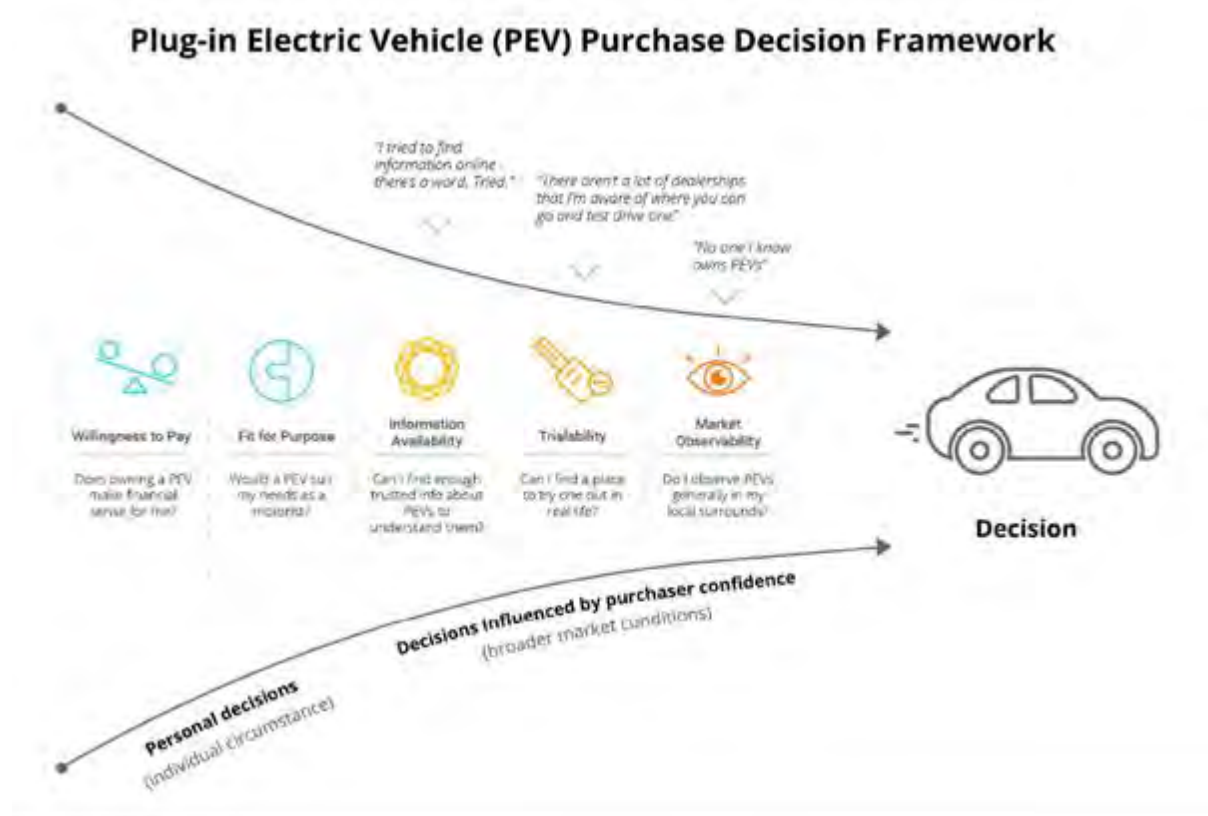 Plug-in Electric Vehicle (PEV) Purchase Decision Framework
"I tried to find
information online -
there's a word, Tried."
"There aren't a lot of dealerships
that I'm aware of where you can
go and test drive one"
"No one I know
owns PEVs"
Willingness to Pay
Does owning a PEV
make financial
sense for me?
Fit for Purpose
Would a PEV suit
my needs as a
motorist?
Information
Availability
Can I find enough
trusted info about
PEVs to
understand them?
Trialability
Can I find a place
to try one out in
real life?
Market
Observability
Do I observe PEVs
generally in my
local surrounds?
Decision
Personal decisions
(individual circumstance)
Decisions influenced by purchaser confidence
(broader market conditions)